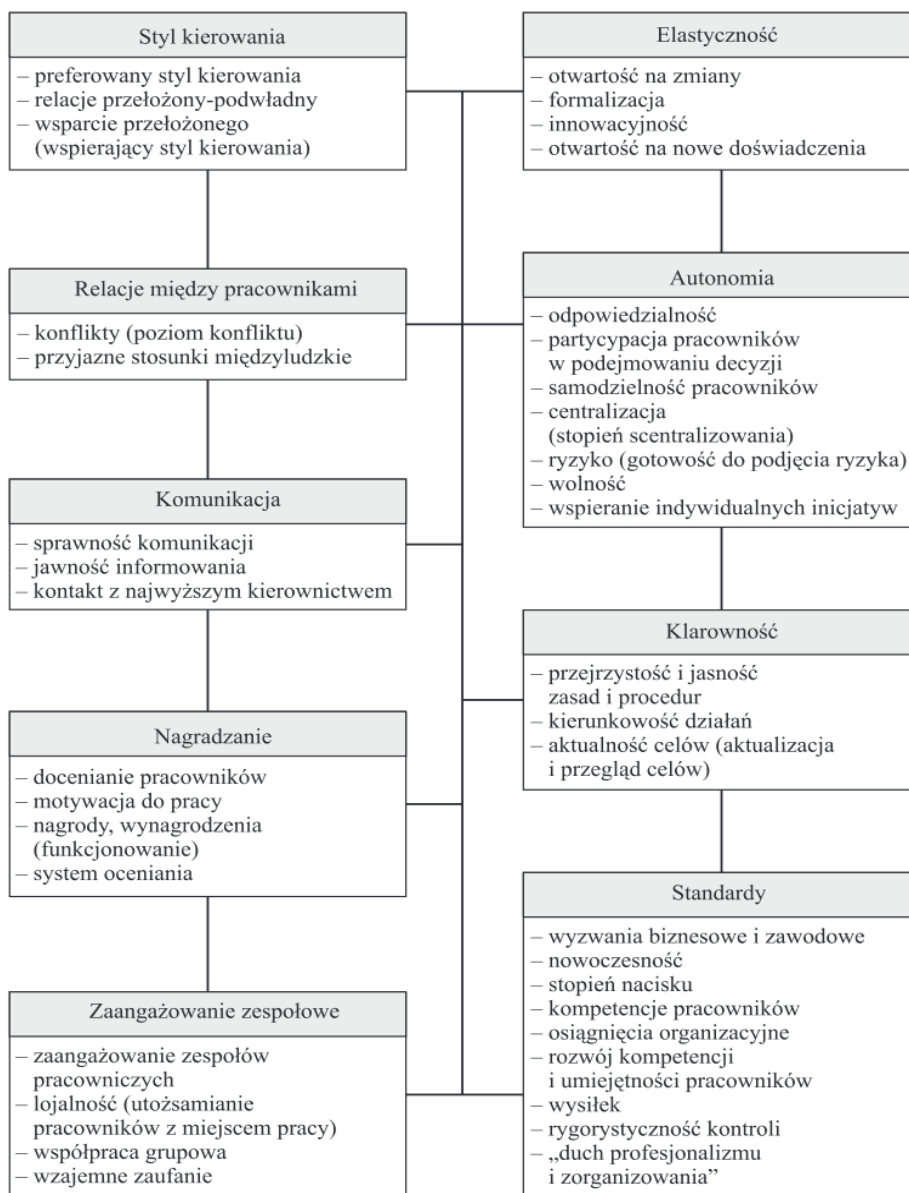 Styl kierowania
– preferowany styl kierowania
– relacje przełożony-podwładny
– wsparcie przełożonego
(wspierający styl kierowania)
Relacje między pracownikami
– konflikty (poziom konfliktu)
– przyjazne stosunki międzyludzkie
Komunikacja
– sprawność komunikacji
– jawność informowania
– kontakt z najwyższym kierownictwem
Nagradzanie
– docenianie pracowników
– motywacja do pracy
– nagrody, wynagrodzenia
(funkcjonowanie)
– system oceniania
Zaangażowanie zespołowe
– zaangażowanie zespołów
pracowniczych
– lojalność (utożsamianie
pracowników z miejscem pracy)
– współpraca grupowa
– wzajemne zaufanie
Elastyczność
– otwartość na zmiany
– formalizacja
– innowacyjność
– otwartość na nowe doświadczenia
Autonomia
– odpowiedzialność
– partycypacja pracowników
w podejmowaniu decyzji
– samodzielność pracowników
– centralizacja
(stopień scentralizowania)
– ryzyko (gotowość do podjęcia ryzyka)
– wolność
– wspieranie indywidualnych inicjatyw
Klarowność
– przejrzystość i jasność
zasad i procedur
– kierunkowość działań
– aktualność celów (aktualizacja
i przegląd celów)
Standardy
– wyzwania biznesowe i zawodowe
– nowoczesność
– stopień nacisku
– kompetencje pracowników
– osiągnięcia organizacyjne
– rozwój kompetencji
i umiejętności pracowników
– wysiłek
– rygorystyczność kontroli
– „duch profesjonalizmu
i zorganizowania”